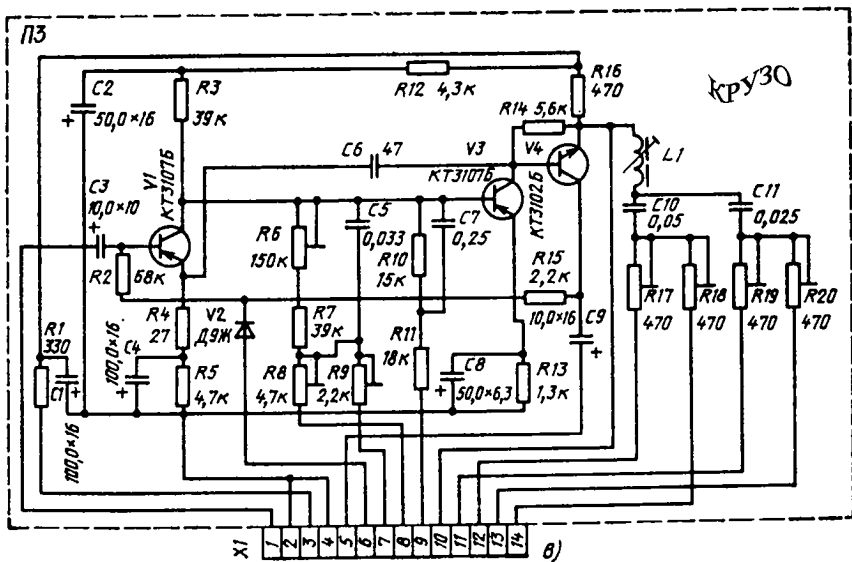 П3
КРУЗО
C2
50,0×16
R3
39к
R12 4,3к
R16
470
R14 5,6к
C6 47
V3
КТ3107Б
V4
КТ3102Б
L1
C10
0,05
C11
0,025
V1
КТ3107Б
C3
10,0×10
R2 68к
R6
150к
C5
0,033
R10
15к
C7
0,25
R15
2,2к
R4
27
V2
Д9Ж
R7
39к
10,0×16
C9
R17
470
R18
470
R19
470
R20
470
R1
330
C1
100,0×16
C4
100,0×16
R5
4,7к
R8
4,7к
R9
2,2к
R11
18к
C8
50,0×6,3
R13
1,3к
X1 1 2 3 4 5 6 7 8 9 10 11 12 13 14
в)